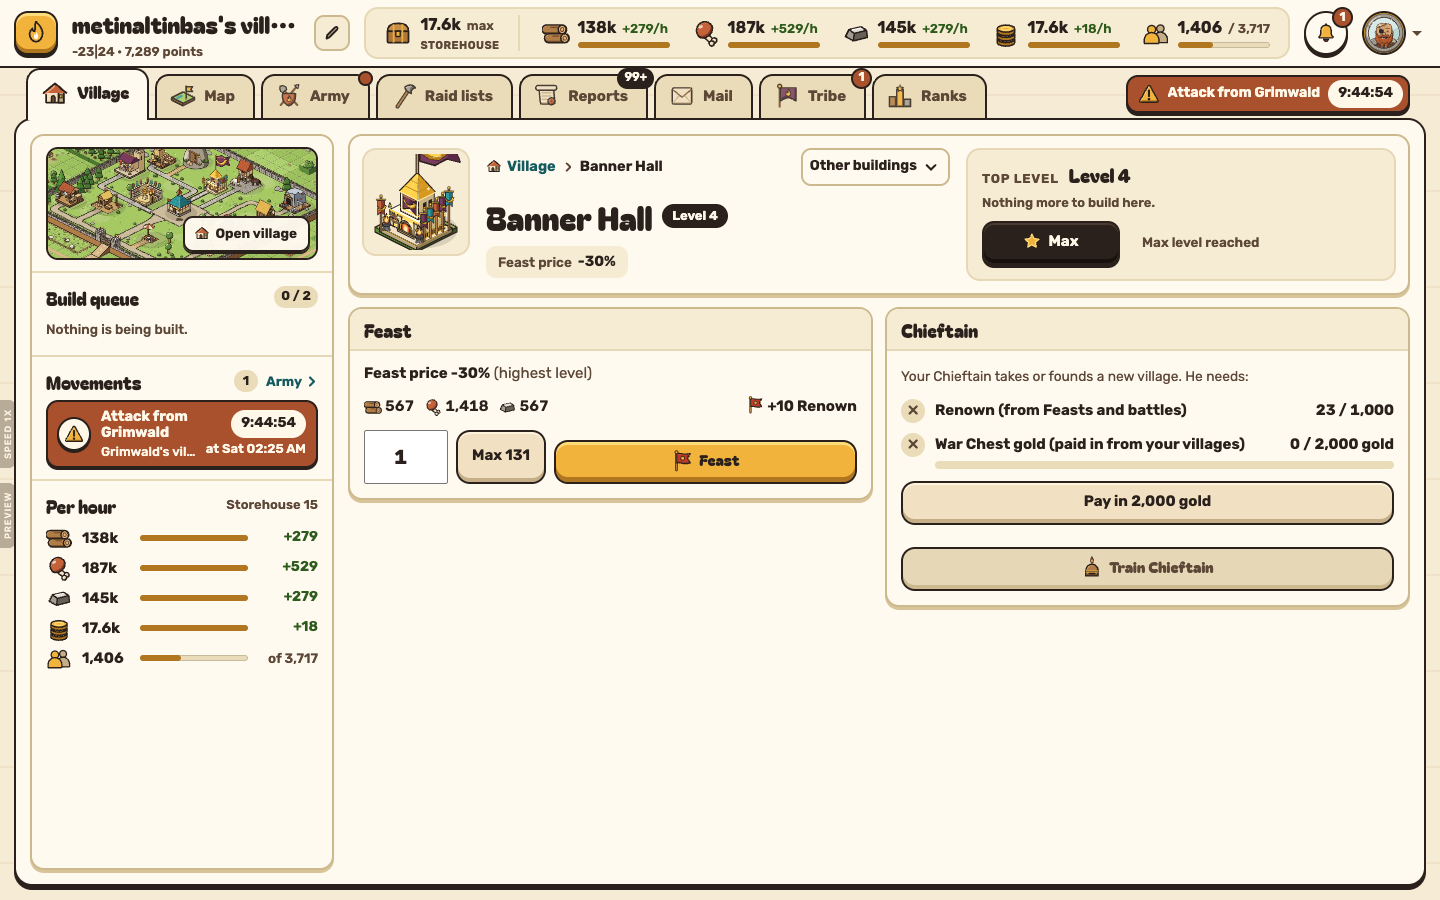 metinaltinbas's vill···
-23|24 · 7,289 points
17.6k max
STOREHOUSE
138k +279/h
187k +529/h
145k +279/h
17.6k +18/h
1,406 / 3,717
1
Village
Map
Army
Raid lists
Reports
99+
Mail
Tribe
1
Ranks
Attack from Grimwald 9:44:54
Open village
Build queue 0 / 2
Nothing is being built.
Movements 1 Army
Attack from Grimwald 9:44:54
Grimwald's vil... at Sat 02:25 AM
Per hour Storehouse 15
138k +279
187k +529
145k +279
17.6k +18
1,406 of 3,717
Village > Banner Hall
Other buildings
Banner Hall Level 4
Feast price -30%
TOP LEVEL Level 4
Nothing more to build here.
Max
Max level reached
Feast
Feast price -30% (highest level)
567 1,418 567 +10 Renown
1 Max 131 Feast
Chieftain
Your Chieftain takes or founds a new village. He needs:
Renown (from Feasts and battles) 23 / 1,000
War Chest gold (paid in from your villages) 0 / 2,000 gold
Pay in 2,000 gold
Train Chieftain
SPEED 1X
PREVIEW